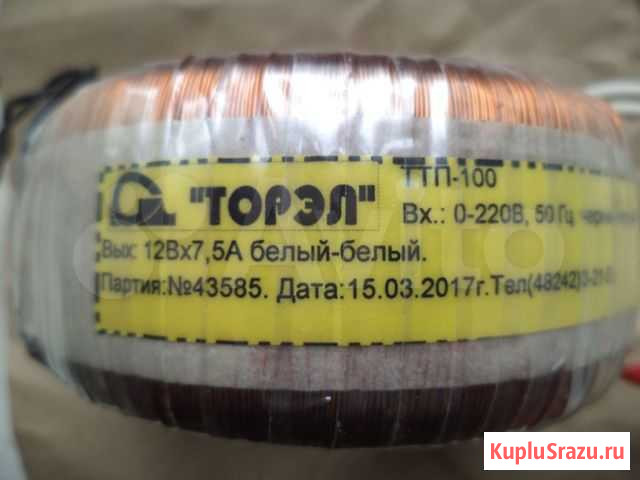 "ТОРЭЛ"
ТТП-100
Вх.: 0-220В, 50 Гц
Вых: 12Вх7,5А белый-белый.
Партия:№43585. Дата:15.03.2017г.Тел(48242)
Avito
KupluSrazu.ru